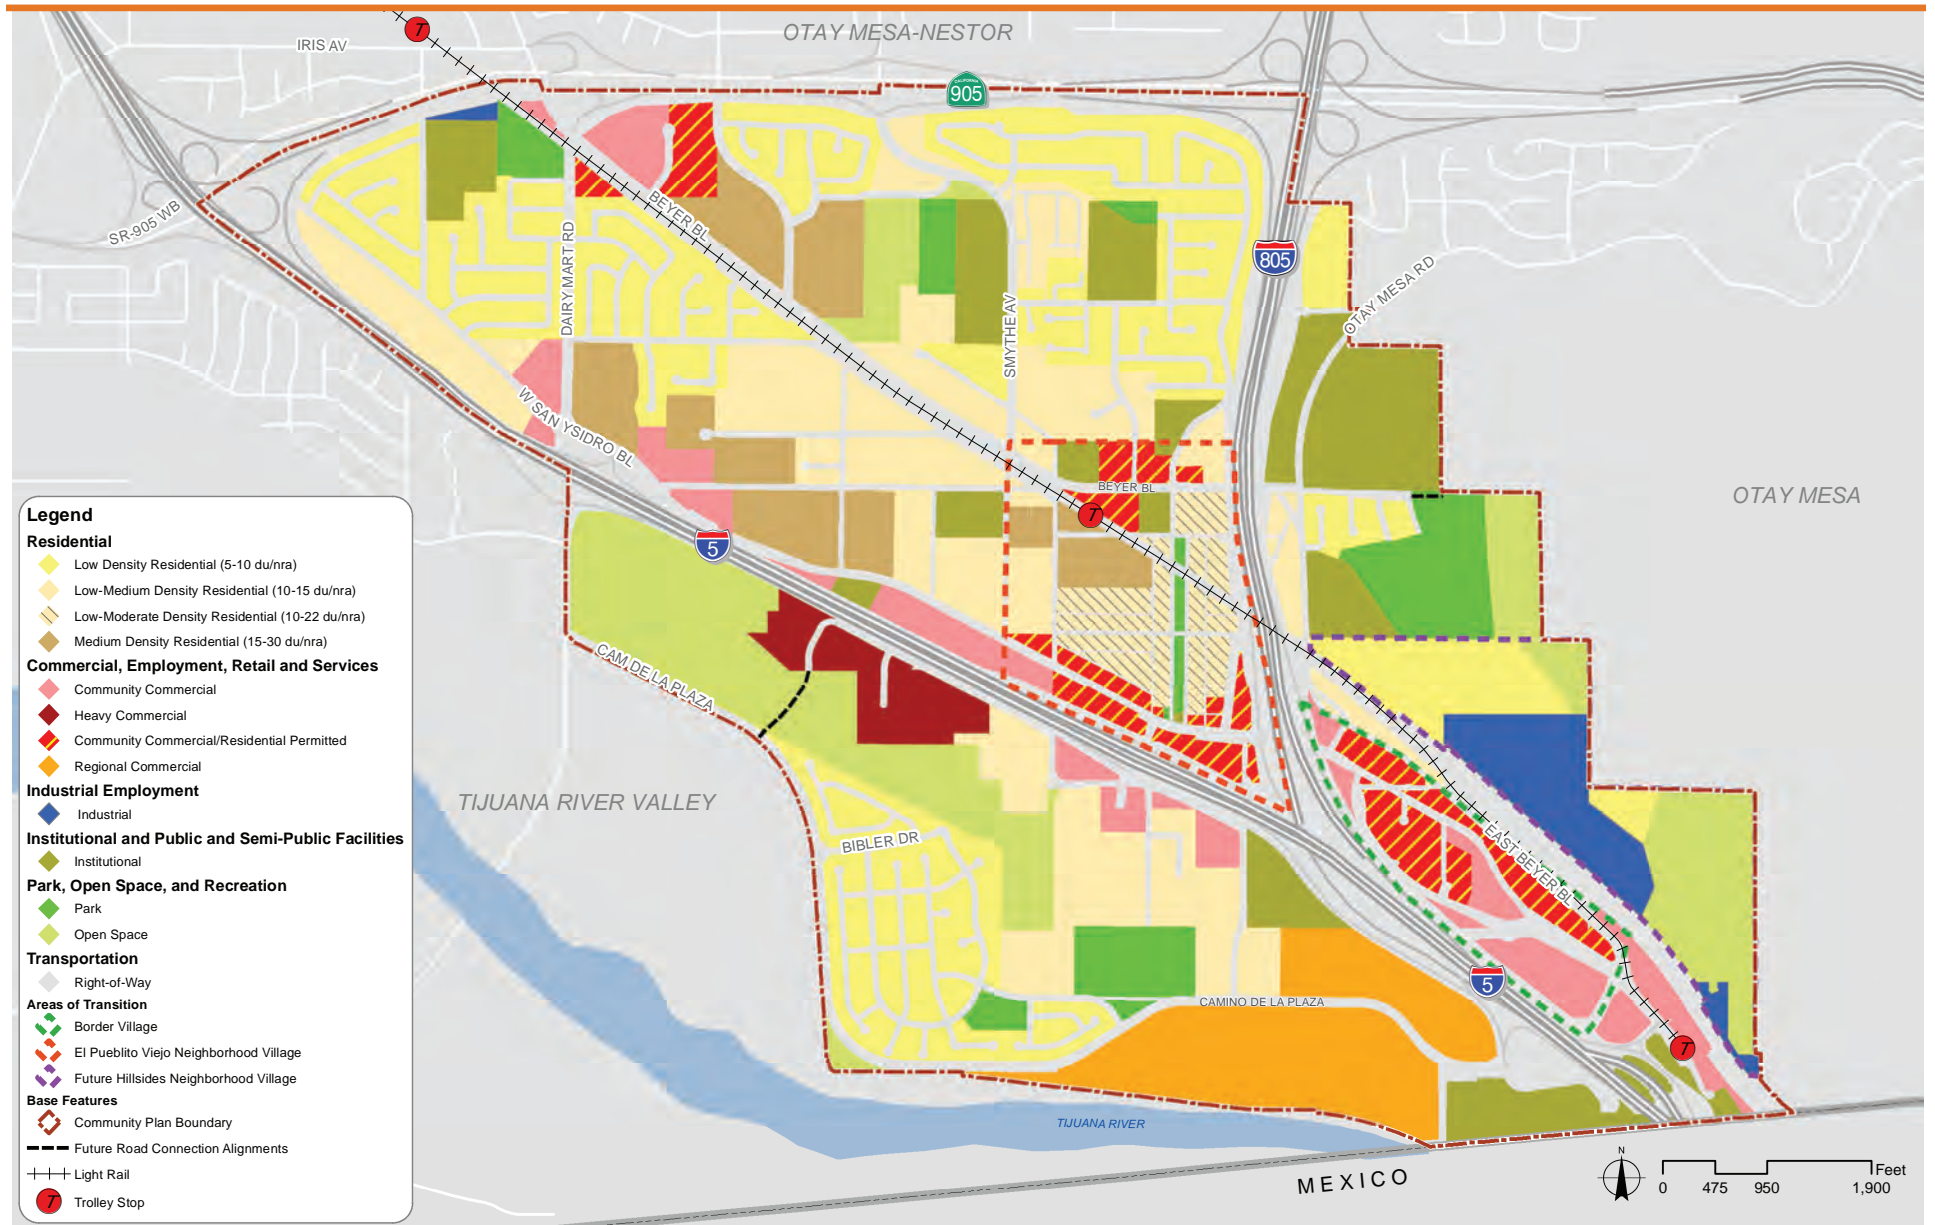 OTAY MESA-NESTOR
IRIS AV
CALIFORNIA
905
SR-905 WB
BEYER BL
DAIRY MART RD
805
OTAY MESA RD
SMYTHE AV
W SAN YSIDRO BL
BEYER BL
OTAY MESA
5
CAM DE LA PLAZA
TIJUANA RIVER VALLEY
BIBLER DR
EAST BEYER BL
5
CAMINO DE LA PLAZA
TIJUANA RIVER
MEXICO
T
T
T
Legend
Residential
Low Density Residential (5-10 du/nra)
Low-Medium Density Residential (10-15 du/nra)
Low-Moderate Density Residential (10-22 du/nra)
Medium Density Residential (15-30 du/nra)
Commercial, Employment, Retail and Services
Community Commercial
Heavy Commercial
Community Commercial/Residential Permitted
Regional Commercial
Industrial Employment
Industrial
Institutional and Public and Semi-Public Facilities
Institutional
Park, Open Space, and Recreation
Park
Open Space
Transportation
Right-of-Way
Areas of Transition
Border Village
El Pueblito Viejo Neighborhood Village
Future Hillsides Neighborhood Village
Base Features
Community Plan Boundary
Future Road Connection Alignments
Light Rail
T Trolley Stop
N
Feet
0 475 950 1,900